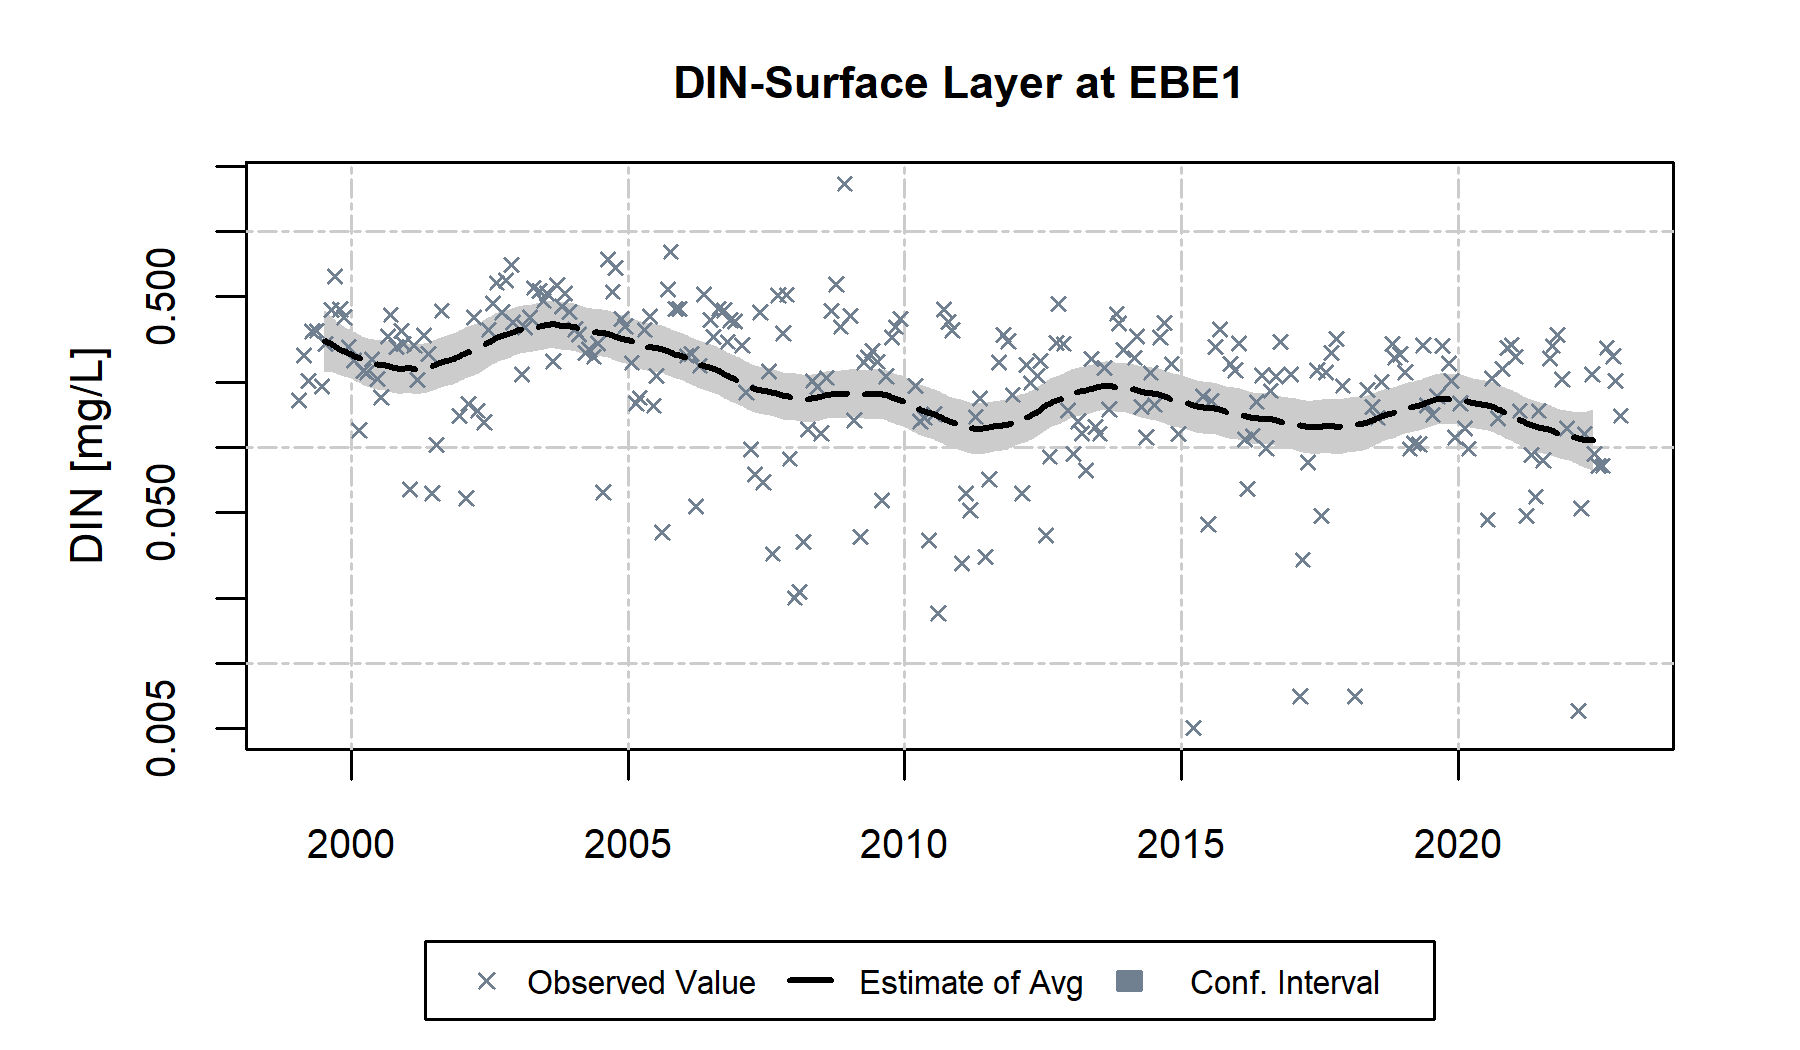 DIN-Surface Layer at EBE1
DIN [mg/L]
0.500
0.050
0.005
2000 2005 2010 2015 2020
Observed Value Estimate of Avg Conf. Interval